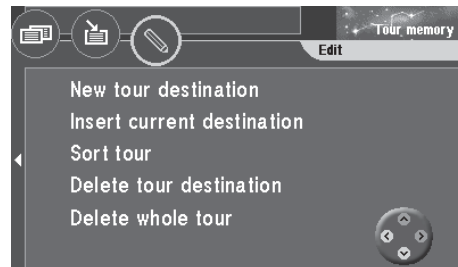 Tour memory
Edit
New tour destination
Insert current destination
Sort tour
Delete tour destination
Delete whole tour